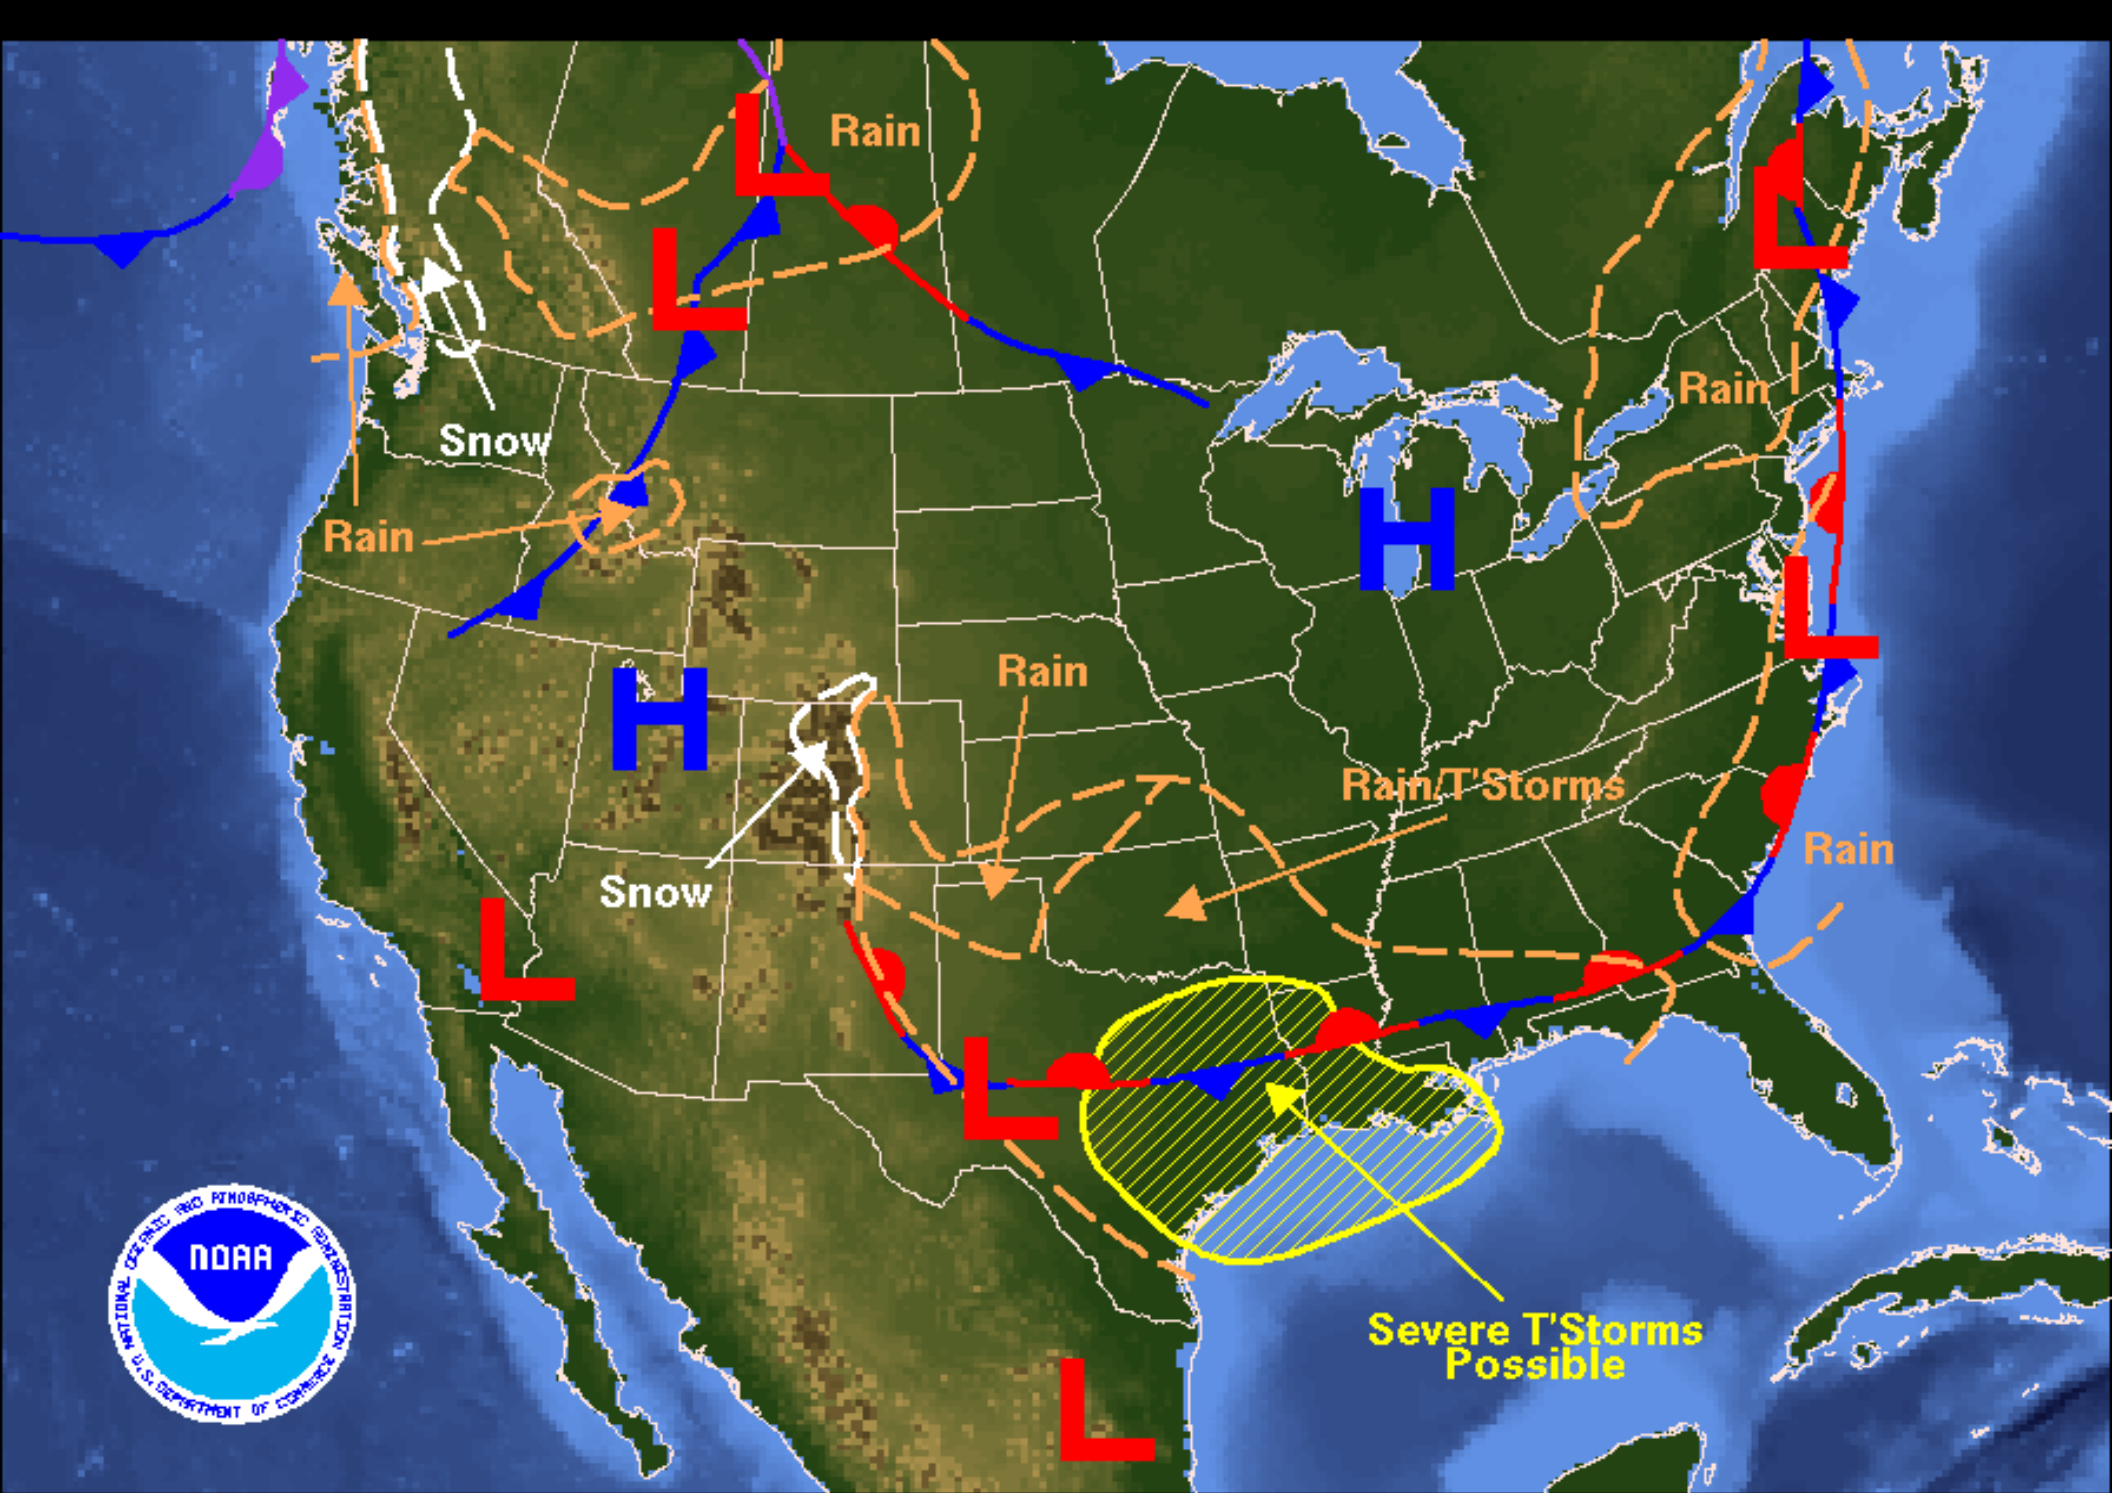 Rain
L
L
L
Rain
Snow
H
Rain
L
Rain
H
Rain/T'Storms
Rain
Snow
L
L
NATIONAL OCEANIC AND ATMOSPHERIC ADMINISTRATION
NOAA
U.S. DEPARTMENT OF COMMERCE
Severe T'Storms
Possible
L